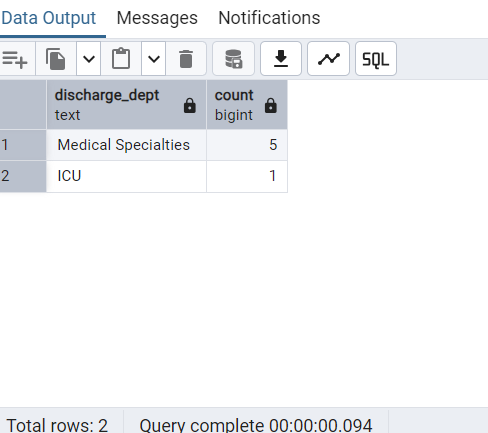 Data Output Messages Notifications
SQL
discharge_dept count
text bigint
1 Medical Specialties 5
2 ICU 1
Total rows: 2 Query complete 00:00:00.094